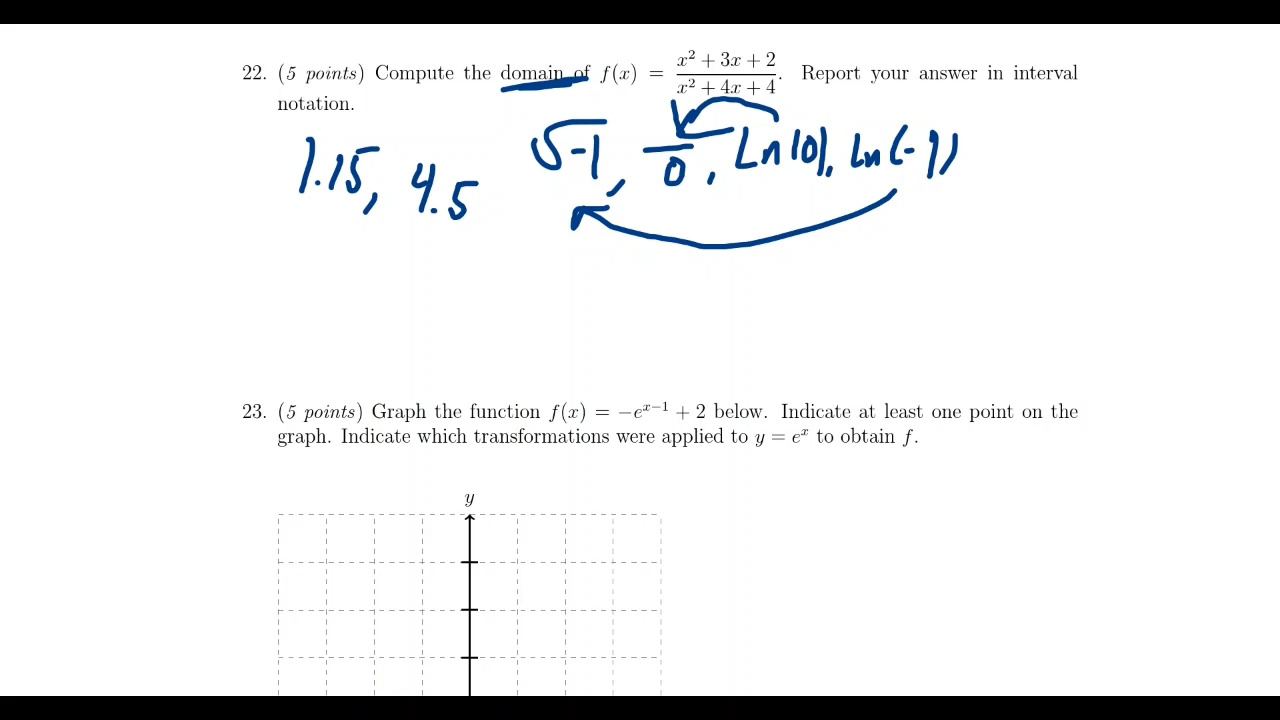 22. (5 points) Compute the domain of f(x) = (x² + 3x + 2)/(x² + 4x + 4). Report your answer in interval
notation.
1.15, 4.5 √-1, —/0, Ln(0), Ln(-1)
23. (5 points) Graph the function f(x) = −eˣ⁻¹ + 2 below. Indicate at least one point on the
graph. Indicate which transformations were applied to y = eˣ to obtain f.
y